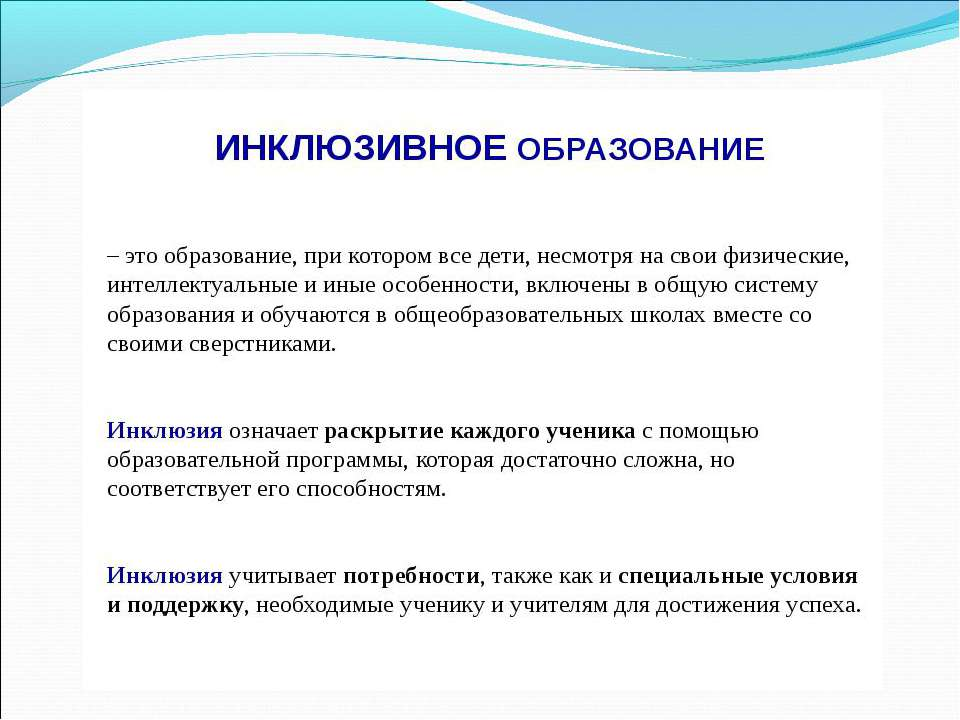 ИНКЛЮЗИВНОЕ ОБРАЗОВАНИЕ
– это образование, при котором все дети, несмотря на свои физические,
интеллектуальные и иные особенности, включены в общую систему
образования и обучаются в общеобразовательных школах вместе со
своими сверстниками.
Инклюзия означает раскрытие каждого ученика с помощью
образовательной программы, которая достаточно сложна, но
соответствует его способностям.
Инклюзия учитывает потребности, также как и специальные условия
и поддержку, необходимые ученику и учителям для достижения успеха.